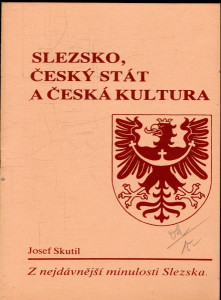 SLEZSKO,
ČESKÝ STÁT
A ČESKÁ KULTURA
Josef Skutil
Z nejdávnější minulosti Slezska.